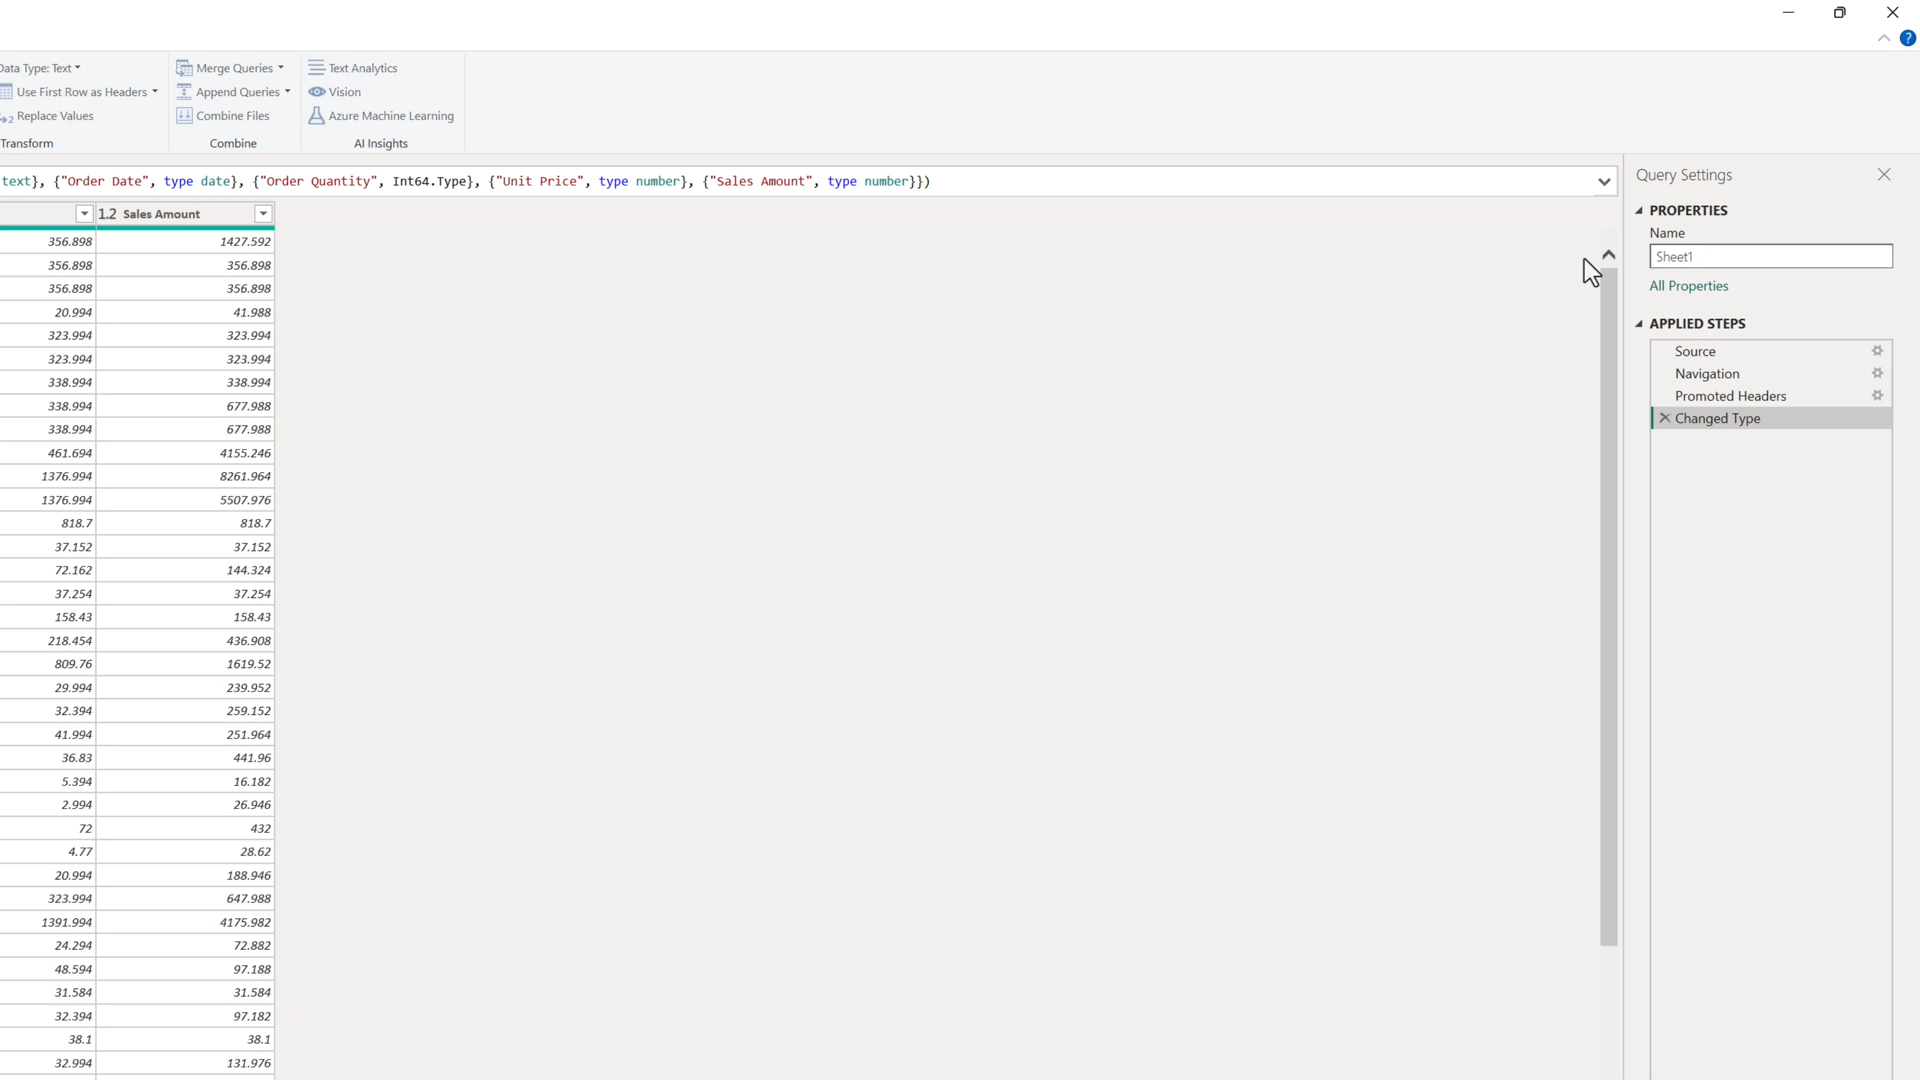 Data Type: Text
Merge Queries
Text Analytics
Use First Row as Headers
Append Queries
Vision
Replace Values
Combine Files
Azure Machine Learning
Transform
Combine
AI Insights
text}, {"Order Date", type date}, {"Order Quantity", Int64.Type}, {"Unit Price", type number}, {"Sales Amount", type number}})
Query Settings
PROPERTIES
Name
Sheet1
All Properties
APPLIED STEPS
Source
Navigation
Promoted Headers
Changed Type
1.2 Sales Amount
356.898 1427.592
356.898 356.898
356.898 356.898
20.994 41.988
323.994 323.994
323.994 323.994
338.994 338.994
338.994 677.988
338.994 677.988
461.694 4155.246
1376.994 8261.964
1376.994 5507.976
818.7 818.7
37.152 37.152
72.162 144.324
37.254 37.254
158.43 158.43
218.454 436.908
809.76 1619.52
29.994 239.952
32.394 259.152
41.994 251.964
36.83 441.96
5.394 16.182
2.994 26.946
72 432
4.77 28.62
20.994 188.946
323.994 647.988
1391.994 4175.982
24.294 72.882
48.594 97.188
31.584 31.584
32.394 97.182
38.1 38.1
32.994 131.976